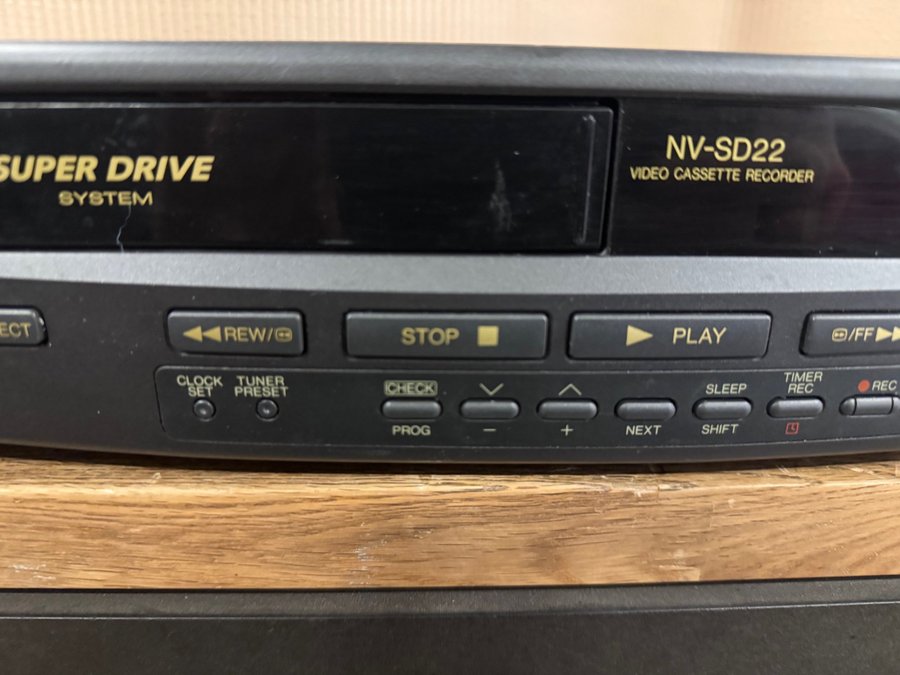 SUPER DRIVE
SYSTEM
NV-SD22
VIDEO CASSETTE RECORDER
ECT
REW/
STOP
PLAY
/FF
CLOCK SET
TUNER PRESET
CHECK
SLEEP
TIMER REC
REC
PROG
−
+
NEXT
SHIFT